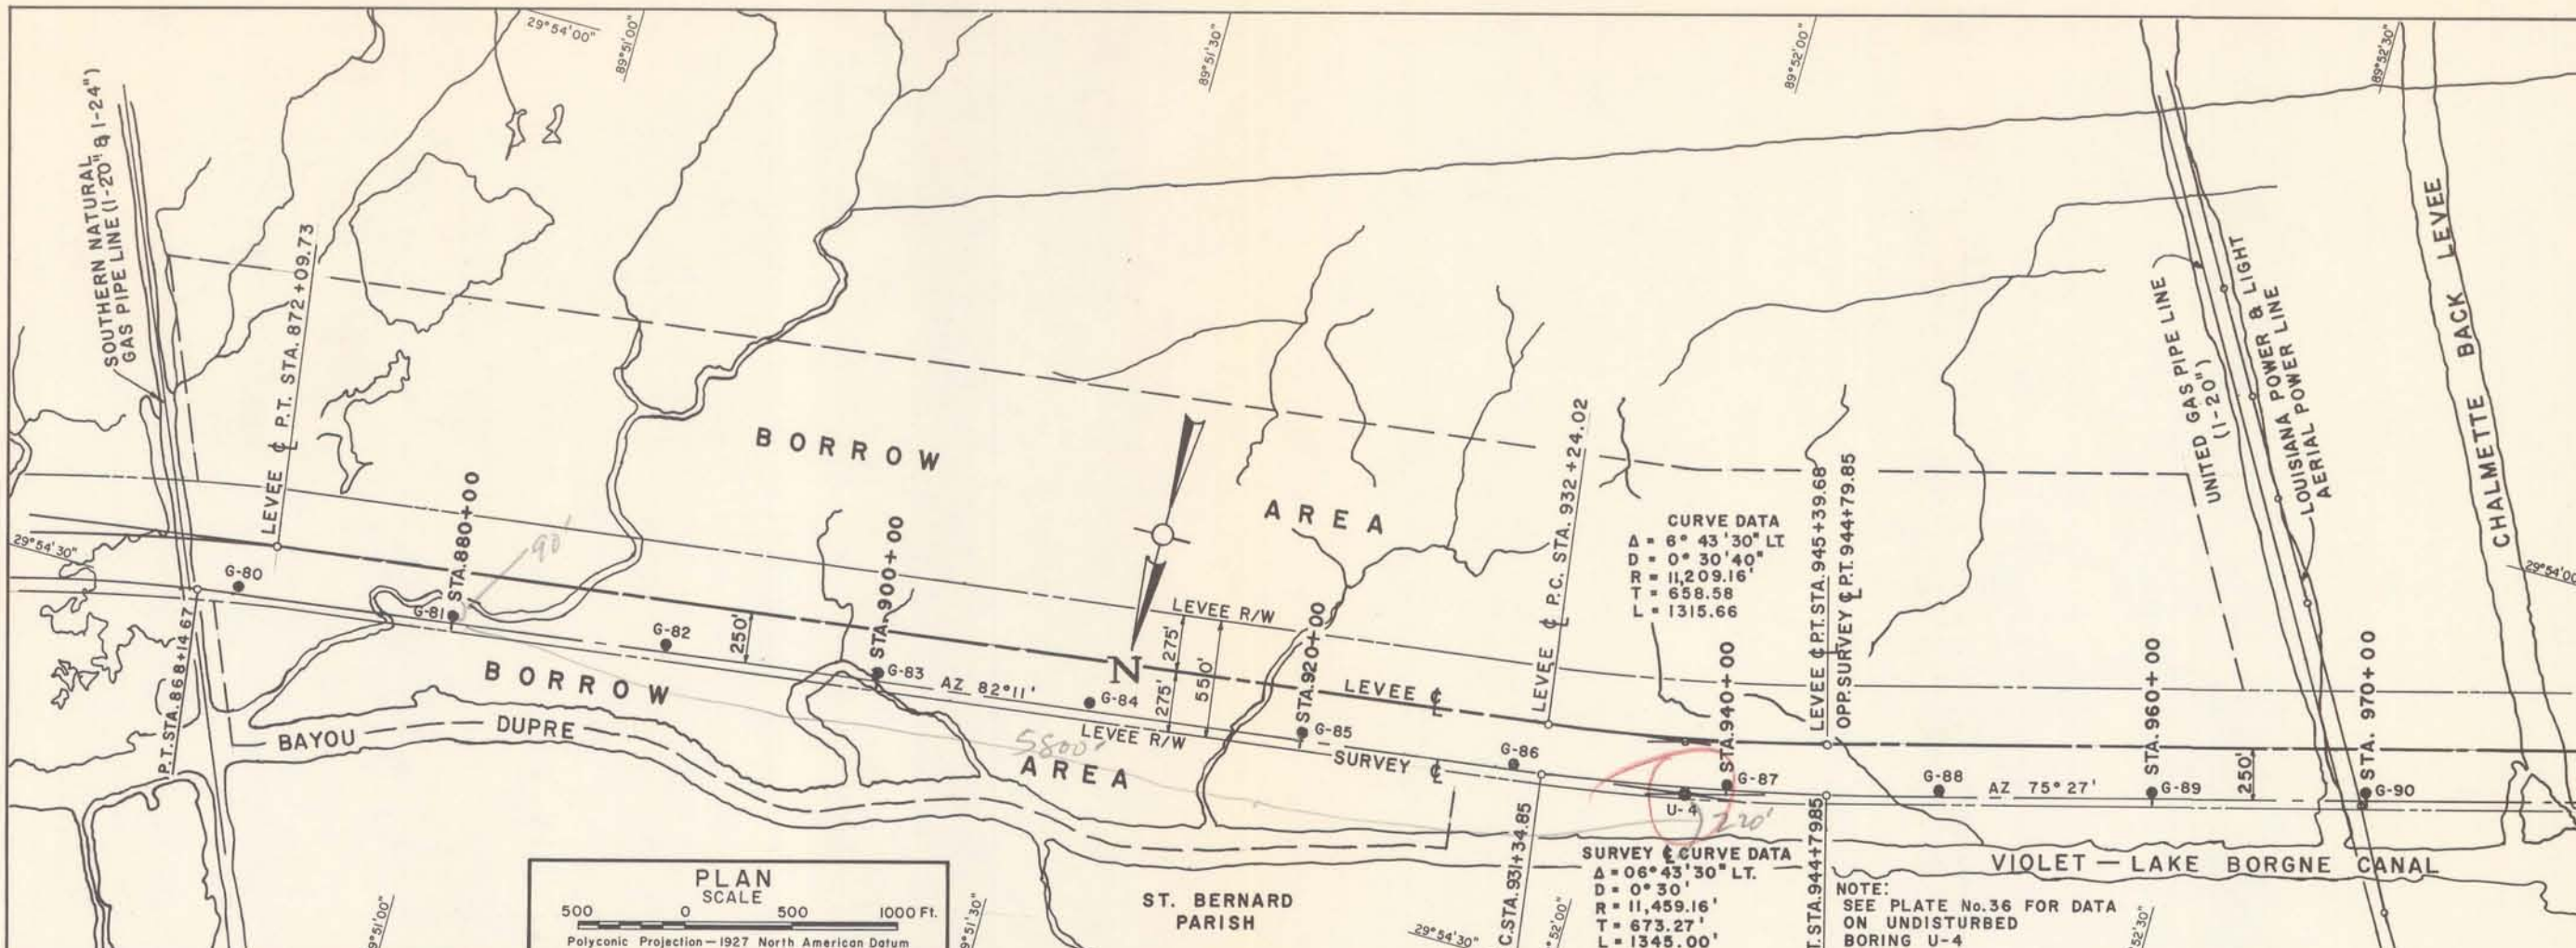 29°54'00"
89°51'00"
89°51'30"
89°52'00"
89°52'30"
SOUTHERN NATURAL
GAS PIPE LINE (1-20" & 1-24")
LEVEE ℄ P.T. STA. 872+09.73
STA. 880+00
90'
BORROW
AREA
STA. 900+00
LEVEE ℄ P.C. STA. 932+24.02
CURVE DATA
Δ = 6° 43' 30" LT.
D = 0° 30' 40"
R = 11,209.16'
T = 658.58
L = 1315.66
LEVEE ℄ P.T. STA. 945+39.68
OPP. SURVEY ℄ P.T. 944+79.85
UNITED GAS PIPE LINE
(1-20")
LOUISIANA POWER & LIGHT
AERIAL POWER LINE
CHALMETTE BACK LEVEE
29°54'30"
29°54'00"
G-80
G-81
G-82
250'
G-83
AZ 82°11'
N
G-84
LEVEE R/W
275'
275'
550'
STA. 920+00
LEVEE ℄
G-85
LEVEE R/W
SURVEY ℄
G-86
STA. 940+00
G-87
U-4
220'
G-88
AZ 75° 27'
STA. 960+00
G-89
250'
STA. 970+00
G-90
P.T. STA. 868+14.67
BORROW
AREA
5800'
BAYOU DUPRE
PLAN
SCALE
500 0 500 1000 Ft.
Polyconic Projection—1927 North American Datum
ST. BERNARD
PARISH
C. STA. 931+34.85
SURVEY ℄ CURVE DATA
Δ = 06° 43' 30" LT.
D = 0° 30'
R = 11,459.16'
T = 673.27'
L = 1345.00'
T. STA. 944+79.85
VIOLET — LAKE BORGNE CANAL
NOTE:
SEE PLATE No. 36 FOR DATA
ON UNDISTURBED
BORING U-4
9°51'00"
9°51'30"
29°54'30"
°52'00"
°52'30"